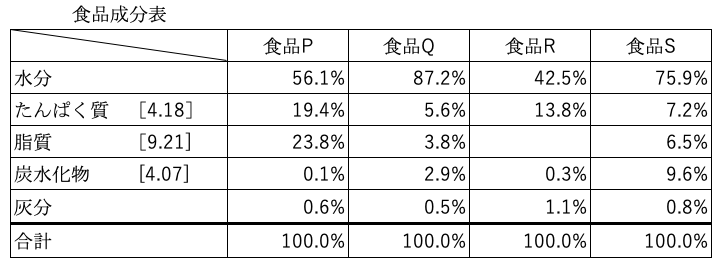 食品成分表
食品P 食品Q 食品R 食品S
水分 56.1% 87.2% 42.5% 75.9%
たんぱく質 [4.18] 19.4% 5.6% 13.8% 7.2%
脂質 [9.21] 23.8% 3.8% 6.5%
炭水化物 [4.07] 0.1% 2.9% 0.3% 9.6%
灰分 0.6% 0.5% 1.1% 0.8%
合計 100.0% 100.0% 100.0% 100.0%